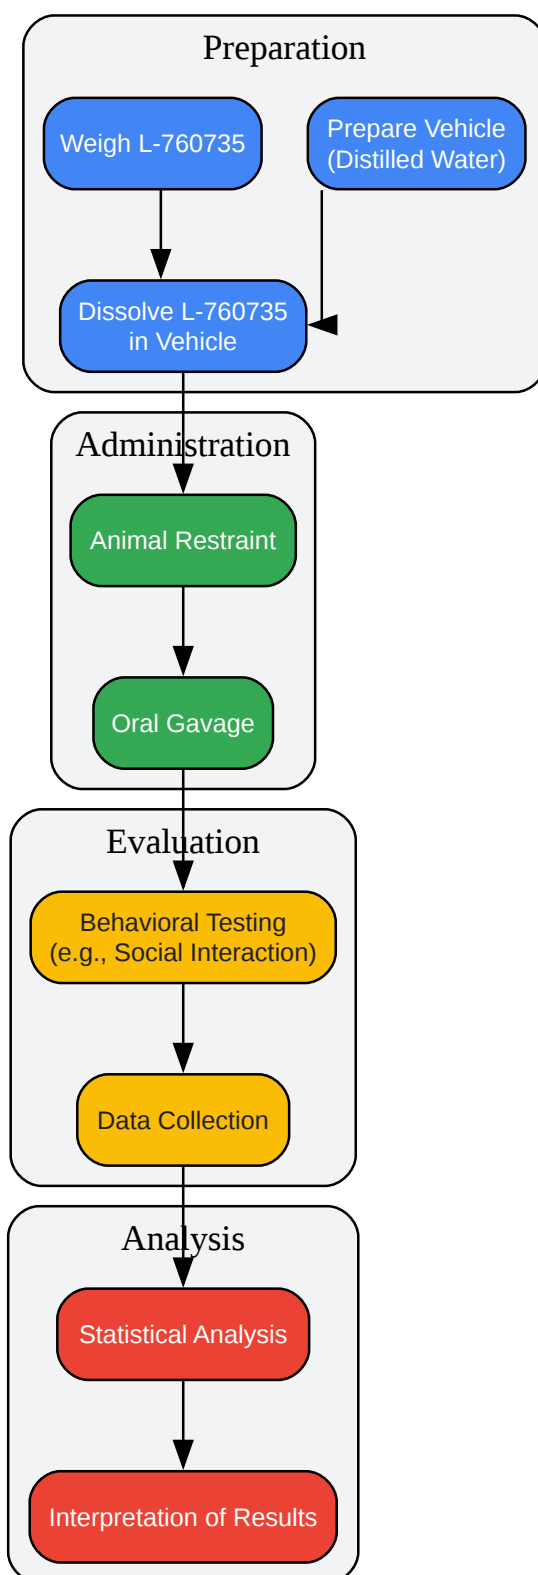 Preparation
Weigh L-760735
Prepare Vehicle
(Distilled Water)
Dissolve L-760735
in Vehicle
Administration
Animal Restraint
Oral Gavage
Evaluation
Behavioral Testing
(e.g., Social Interaction)
Data Collection
Analysis
Statistical Analysis
Interpretation of Results